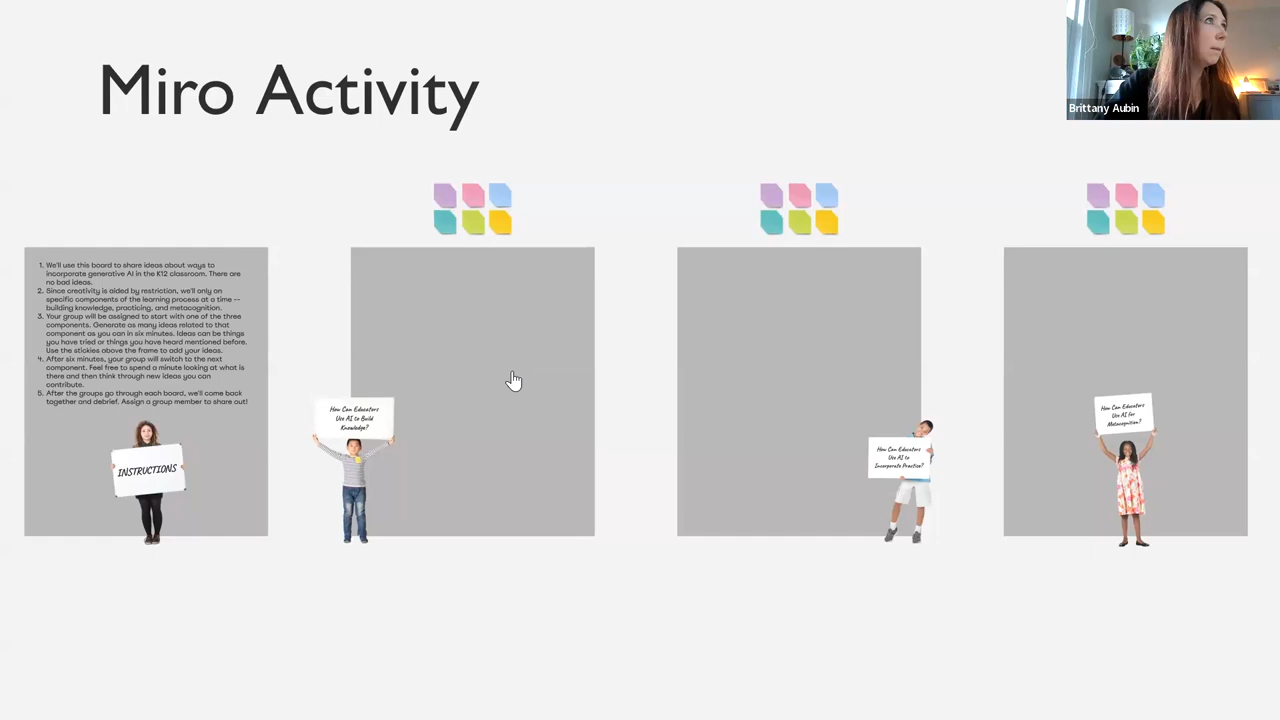 Miro Activity
Brittany Aubin
1. We'll use this board to share ideas about ways to
incorporate generative AI in the K12 classroom. There are
no bad ideas.
2. Since creativity is aided by restriction, we'll only on
specific components of the learning process at a time --
building knowledge, practicing, and metacognition.
3. Your group will be assigned to start with one of the three
components. Generate as many ideas related to that
component as you can in six minutes. Ideas can be things
you have tried or things you have heard mentioned before.
Use the stickies above the frame to add your ideas.
4. After six minutes, your group will switch to the next
component. Feel free to spend a minute looking at what is
there and then think through new ideas you can
contribute.
5. After the groups go through each board, we'll come back
together and debrief. Assign a group member to share out!
INSTRUCTIONS
How Can Educators
Use AI to Build
Knowledge?
How Can Educators
Use AI to
Incorporate Practice?
How Can Educators
Use AI for
Metacognition?